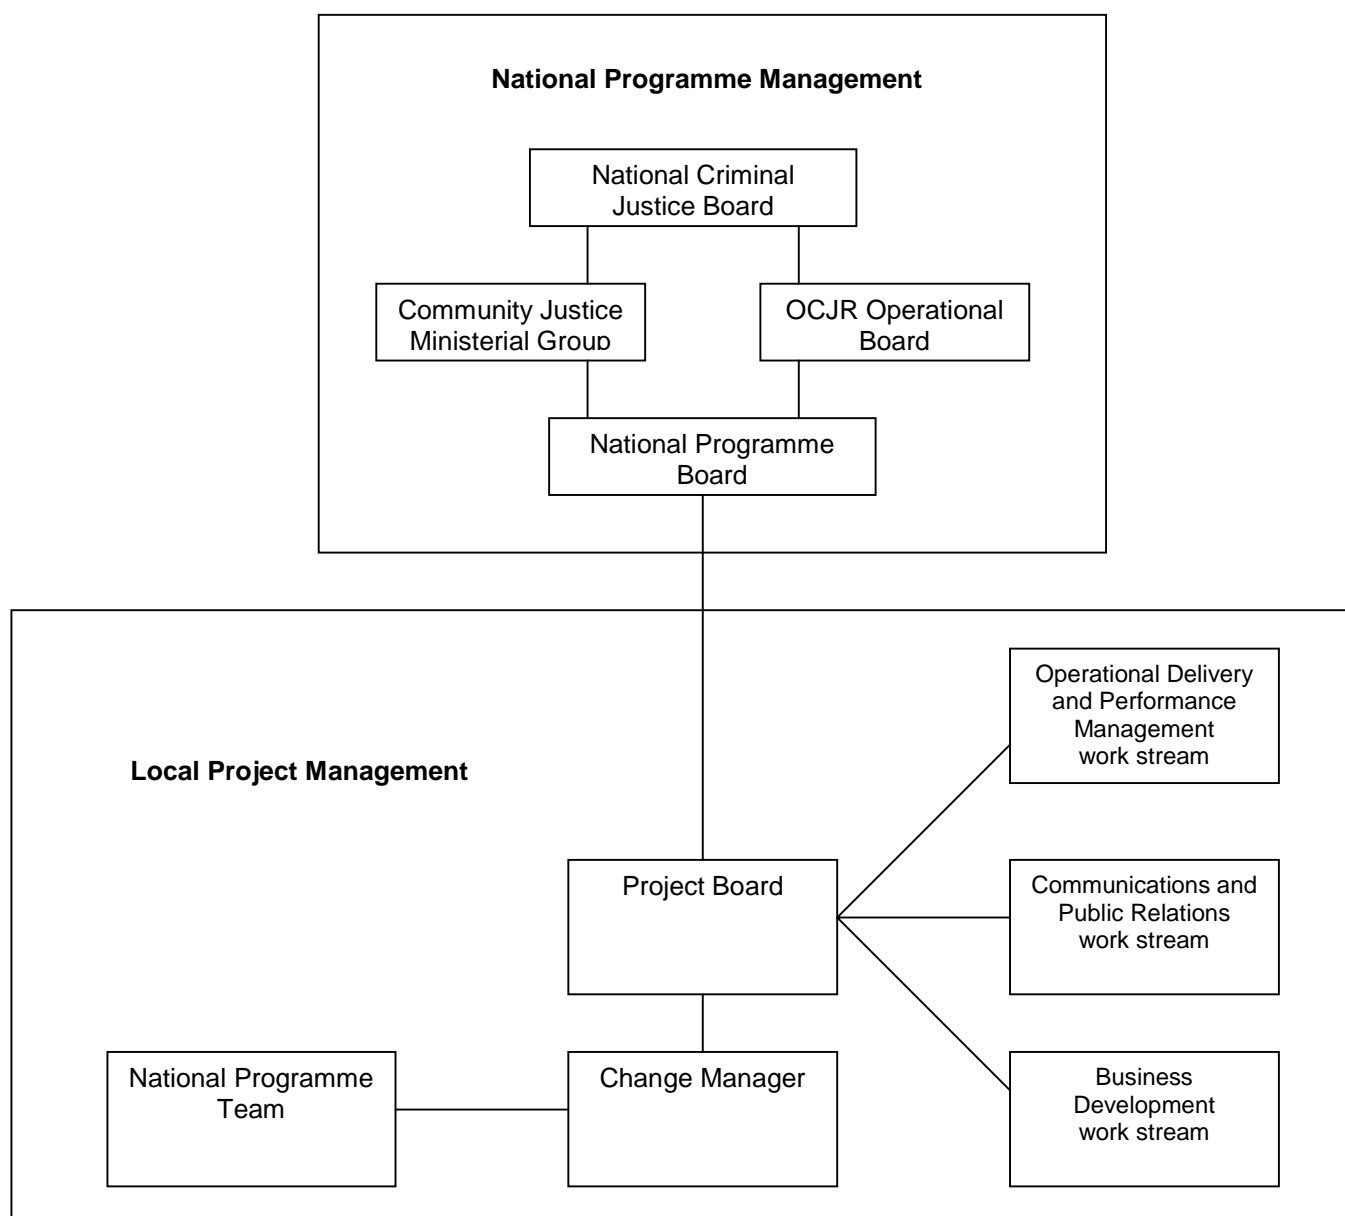 National Programme Management
National Criminal
Justice Board
Community Justice
Ministerial Group
OCJR Operational
Board
National Programme
Board
Operational Delivery
and Performance
Management
work stream
Local Project Management
Project Board
Communications and
Public Relations
work stream
National Programme
Team
Change Manager
Business
Development
work stream